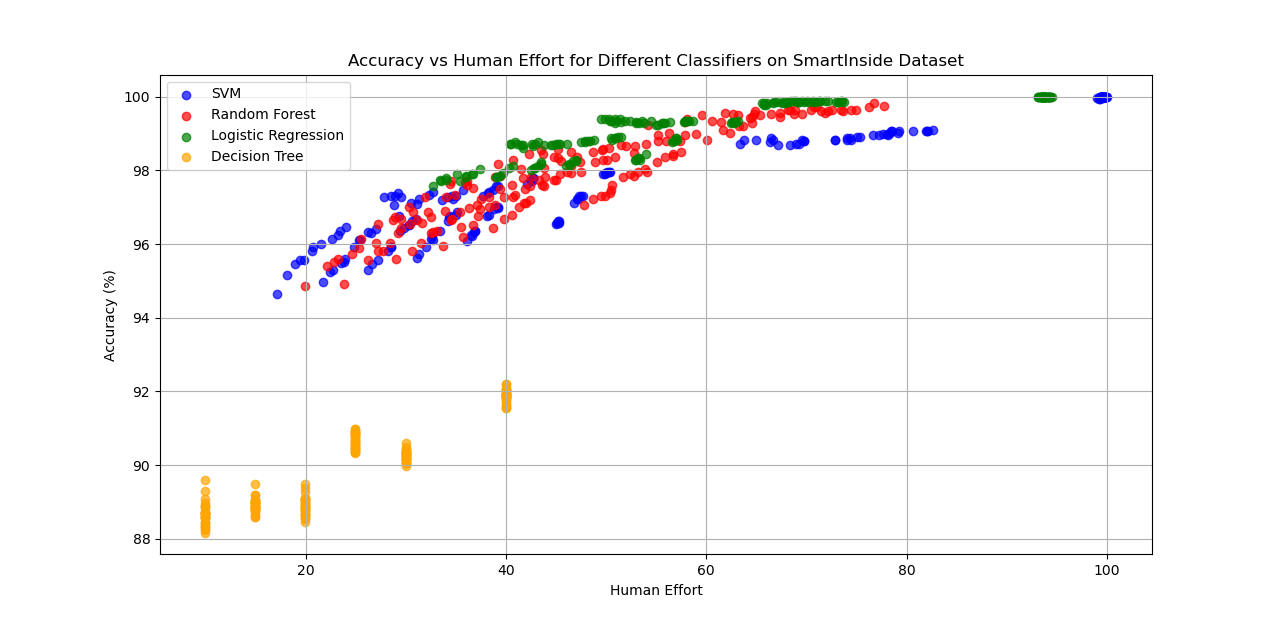 Accuracy vs Human Effort for Different Classifiers on SmartInside Dataset
SVM
Random Forest
Logistic Regression
Decision Tree
Accuracy (%)
100
98
96
94
92
90
88
20
40
60
80
100
Human Effort